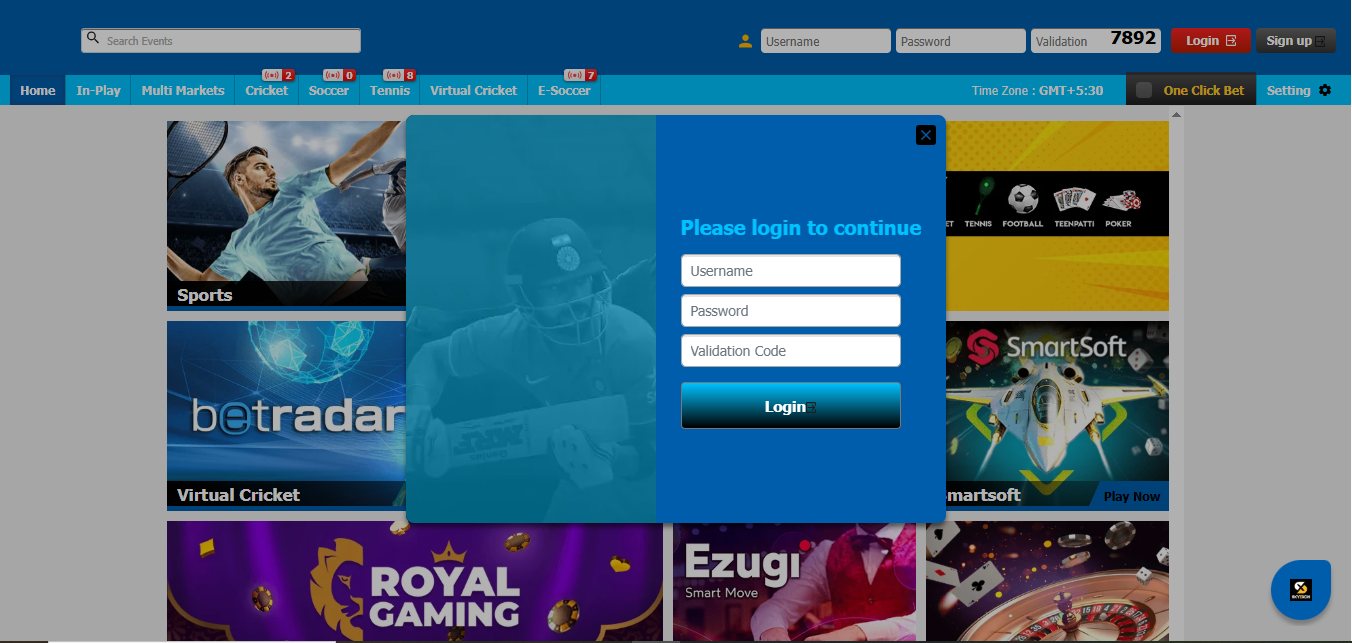 Search Events
Username
Password
Validation 7892
Login
Sign up
Home
In-Play
Multi Markets
Cricket 2
Soccer 0
Tennis 8
Virtual Cricket
E-Soccer 7
Time Zone : GMT+5:30
One Click Bet
Setting
Sports
TENNIS
FOOTBALL
TEENPATTI
POKER
Please login to continue
Username
Password
Validation Code
Login
betradar
Virtual Cricket
SmartSoft
martsoft
Play Now
ROYAL
GAMING
Ezugi
Smart Move